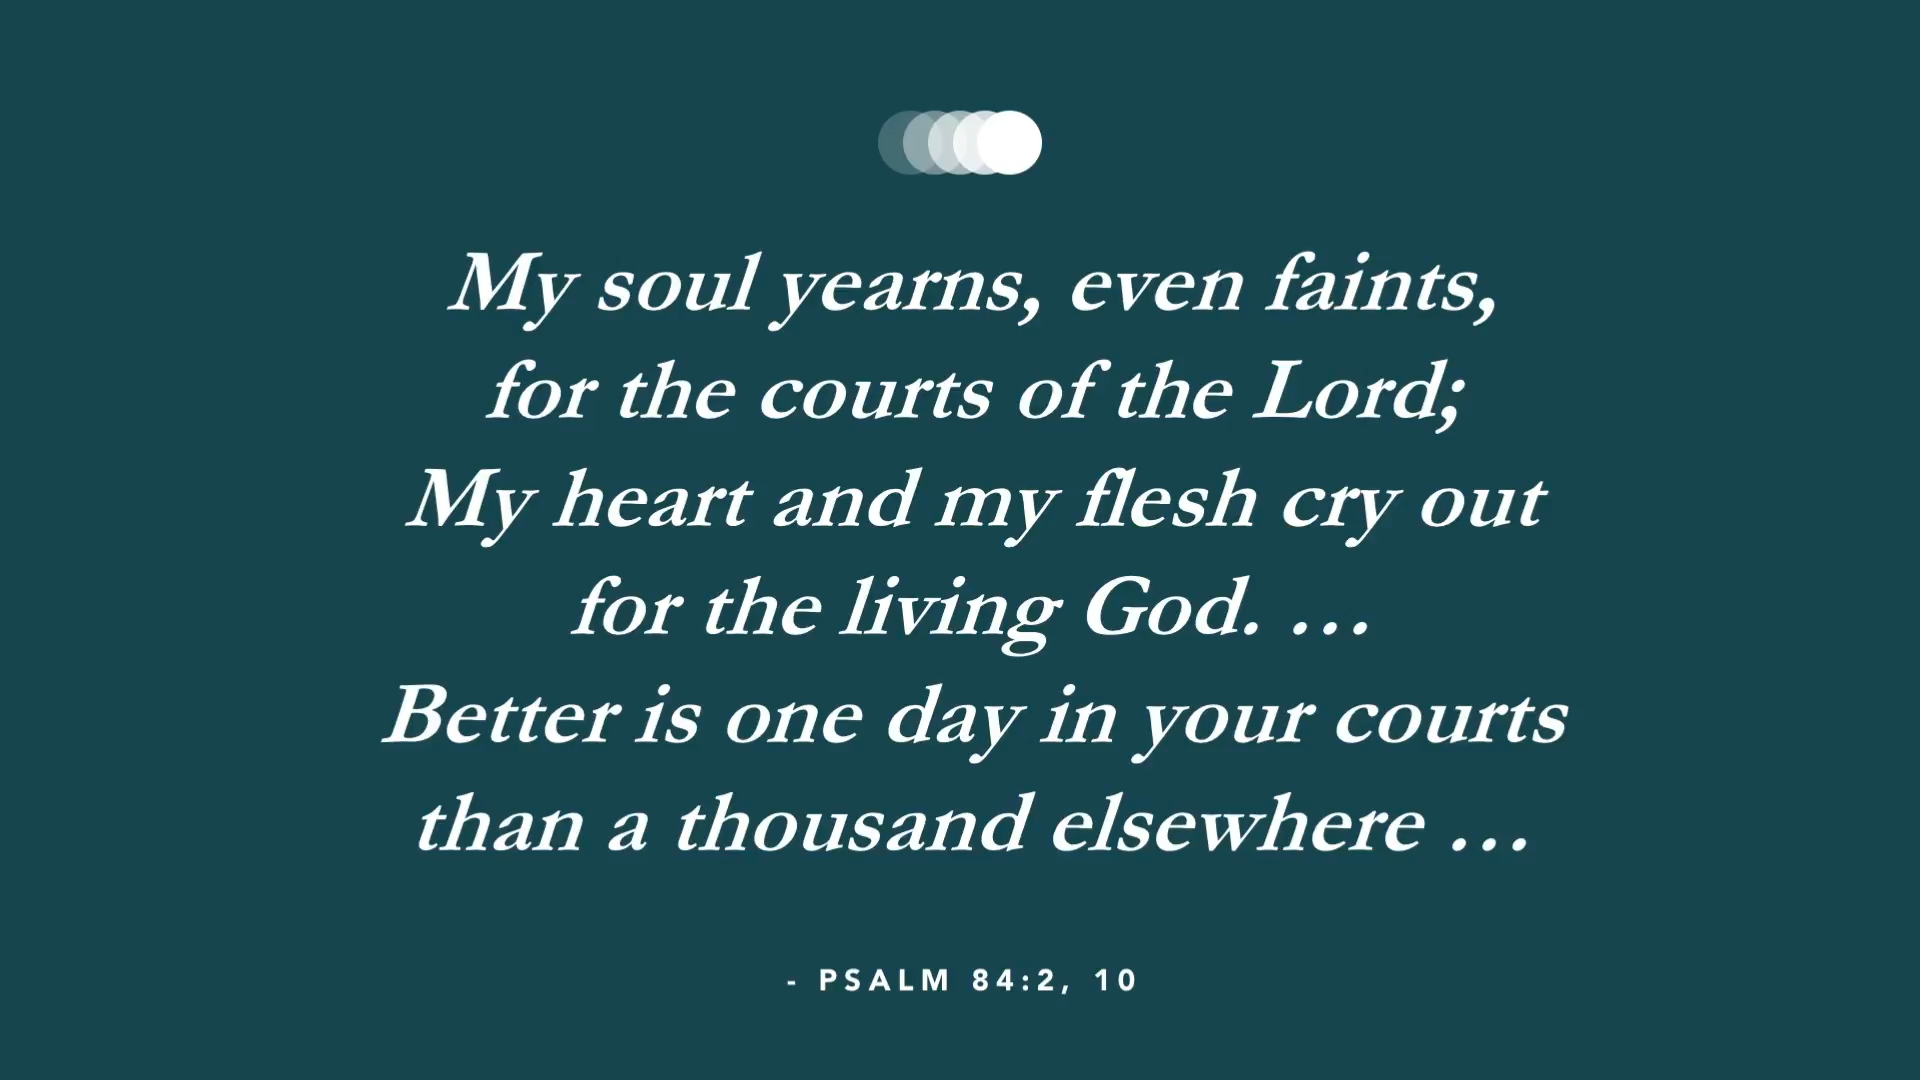 My soul yearns, even faints,
for the courts of the Lord;
My heart and my flesh cry out
for the living God. ...
Better is one day in your courts
than a thousand elsewhere ...
- PSALM 84:2, 10